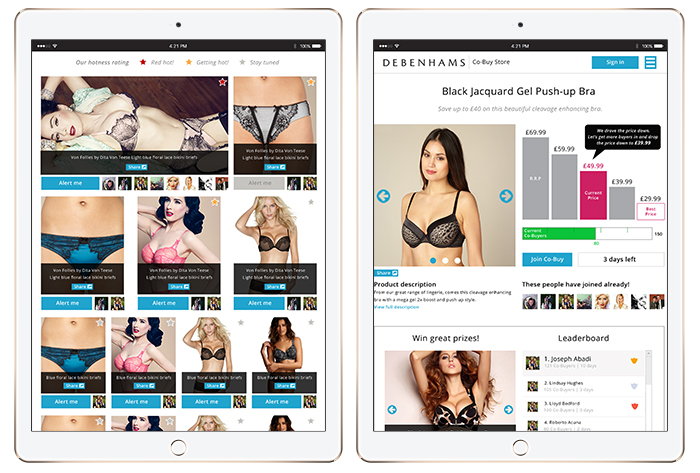 4:21 PM
Our hotness rating
Red hot!
Getting hot!
Stay tuned
Von Follies by Dita Von Teese Light blue floral lace bikini briefs
Share
Alert me
Von Follies by Dita Von Teese
Light blue floral lace bikini briefs
Share
Alert me
Von Follies by Dita Von Teese
Light blue floral lace bikini briefs
Share
Alert me
Von Follies by Dita Von Teese
Light blue floral lace bikini briefs
Share
Alert me
Von Follies by Dita Von Teese
Light blue floral lace bikini briefs
Share
Alert me
Blue floral lace bikini briefs
Share
Alert me
Blue floral lace bikini briefs
Share
Alert me
Blue floral lace bikini briefs
Share
Alert me
Blue floral lace bikini briefs
Share
Alert me
4:21 PM
DEBENHAMS
Co-Buy Store
Sign in
Black Jacquard Gel Push-up Bra
Save up to £40 on this beautiful cleavage enhancing bra.
We drove the price down.
Let's get more buyers in and drop
the price down to £39.99
£69.99
£59.99
£49.99
£39.99
£29.99
R.R.P
Current
Price
Best
Price
Current
Co-Buyers
150
80
Join Co-Buy
3 days left
Share
Product description
From our great range of lingerie, comes this cleavage enhancing
bra with a mega gel 2x boost and push up style.
View full description
These people have joined already!
Win great prizes!
Leaderboard
1. Joseph Abadi
121 Co-Buyers | 10 days
2. Lindsay Hughes
3. Lloyd Bedford
4. Roberto Acuna